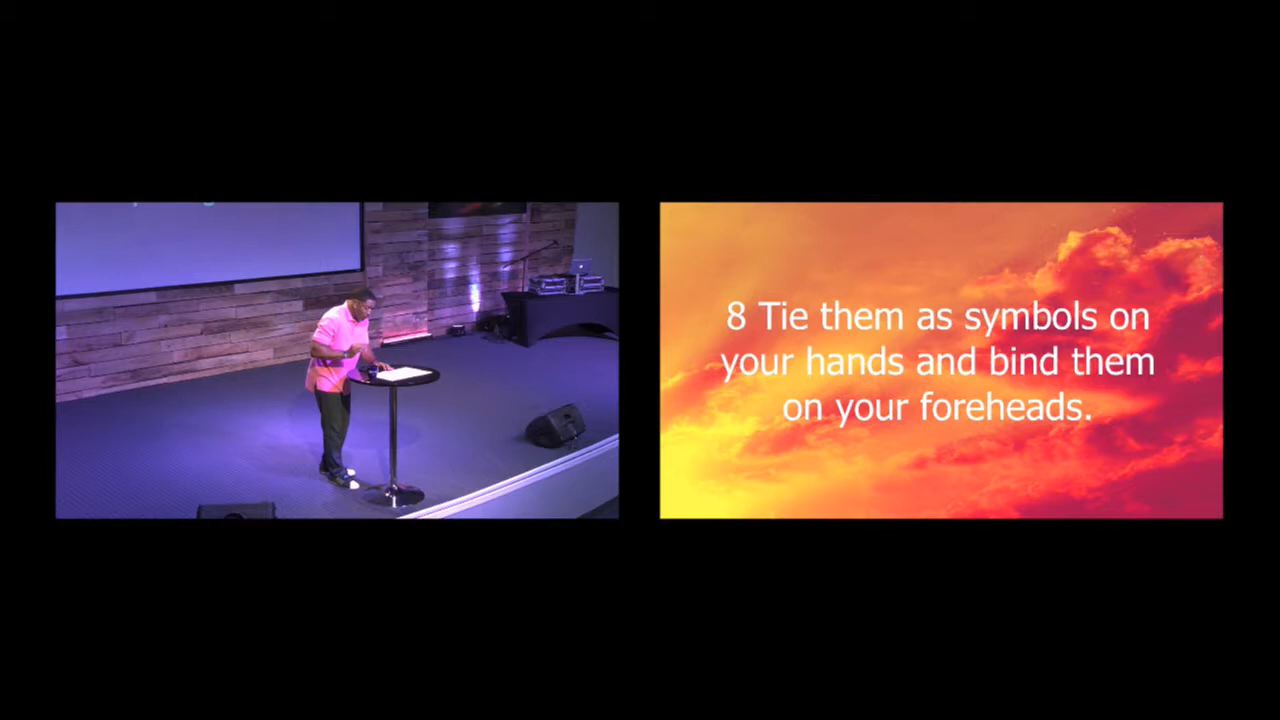 8 Tie them as symbols on
your hands and bind them
on your foreheads.